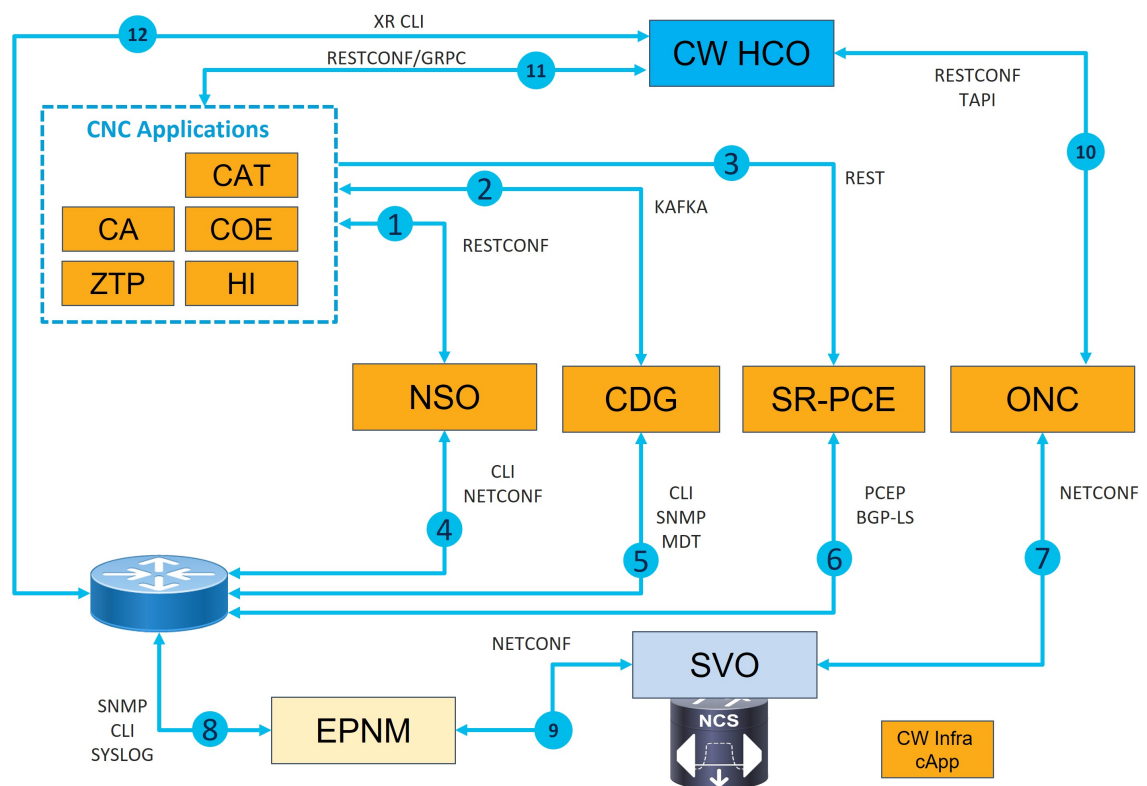 XR CLI
12
CW HCO
RESTCONF/GRPC
11
RESTCONF
TAPI
CNC Applications
10
3
CAT
REST
2
KAFKA
CA
COE
1
RESTCONF
ZTP
HI
NSO
CDG
SR-PCE
ONC
CLI
NETCONF
CLI
SNMP
MDT
PCEP
BGP-LS
NETCONF
4
5
6
7
NETCONF
SVO
SNMP
CLI
SYSLOG
8
EPNM
9
NCS
CW Infra
cApp